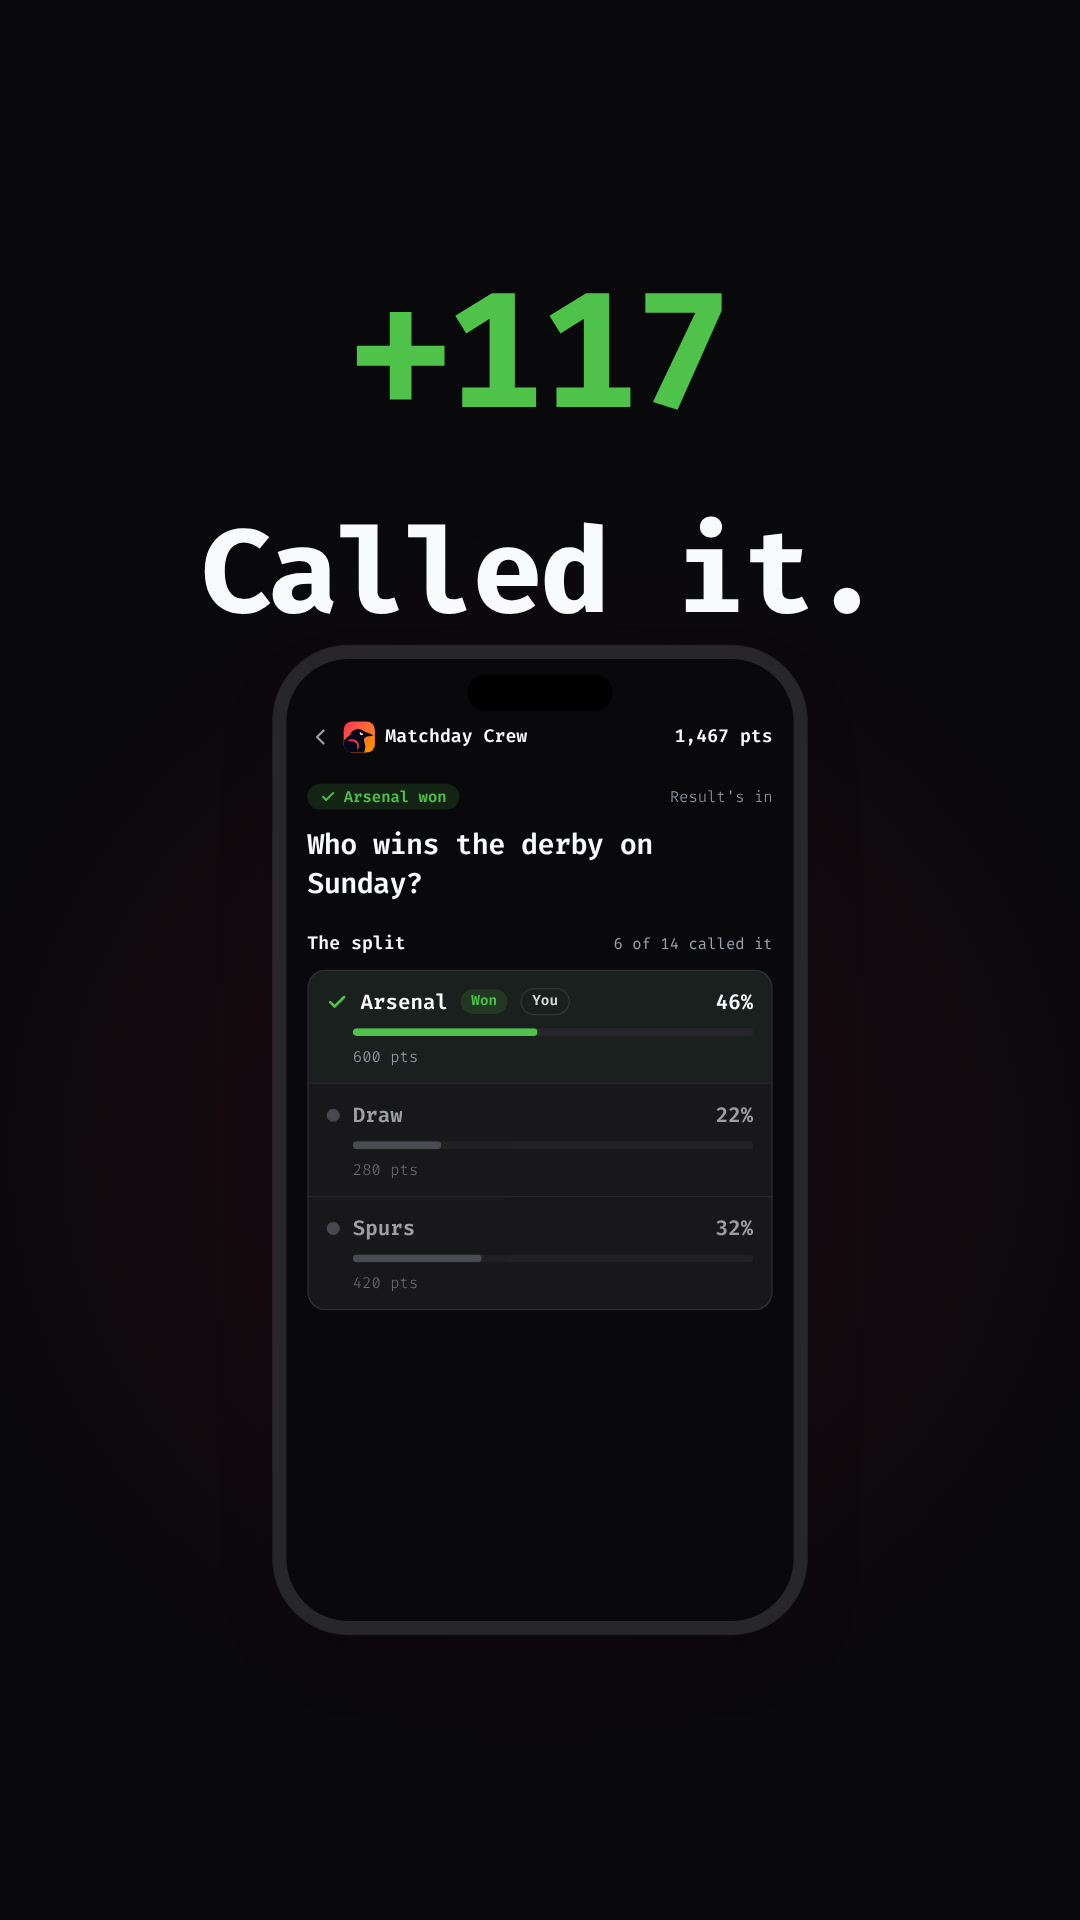 +117
Called it.
Matchday Crew 1,467 pts
Arsenal won Result's in
Who wins the derby on
Sunday?
The split 6 of 14 called it
Arsenal Won You 46%
600 pts
Draw 22%
280 pts
Spurs 32%
420 pts